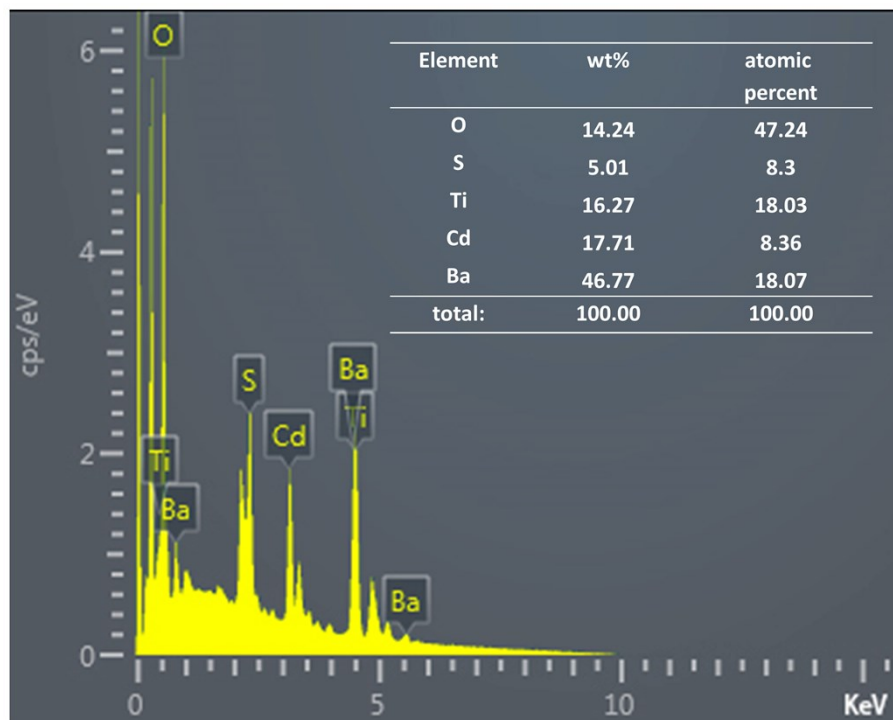 6
O
Element wt% atomic
percent
O 14.24 47.24
S 5.01 8.3
Ti 16.27 18.03
Cd 17.71 8.36
Ba 46.77 18.07
total: 100.00 100.00
4
cps/eV
Ba
S
Ti
Cd
2
Ti
Ba
Ba
0
0 5 10 KeV